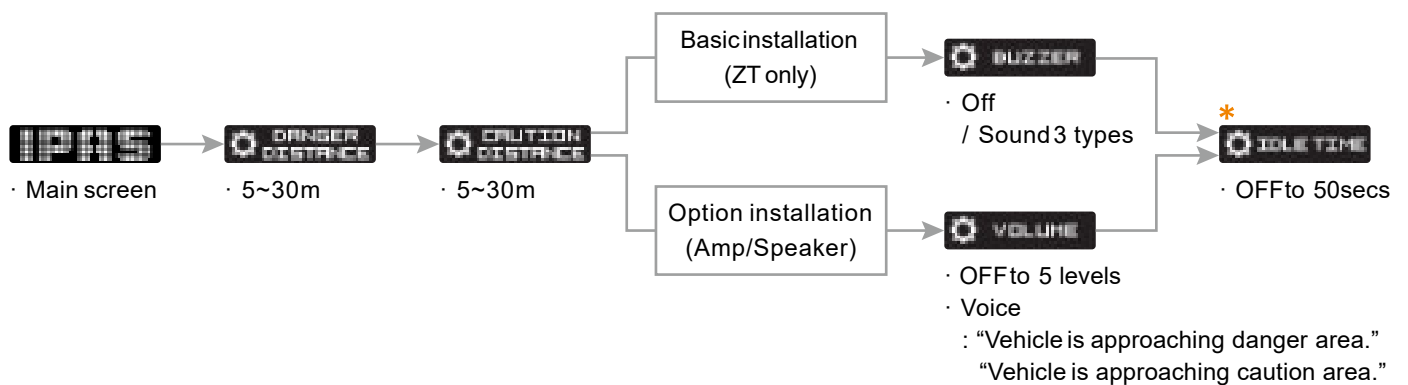 IPAS
· Main screen
DANGER
DISTANCE
· 5~30m
CAUTION
DISTANCE
· 5~30m
Basic installation
(ZT only)
BUZZER
· Off
/ Sound 3 types
Option installation
(Amp/Speaker)
VOLUME
· OFF to 5 levels
· Voice
: “Vehicle is approaching danger area.”
“Vehicle is approaching caution area.”
*
IDLE TIME
· OFF to 50secs